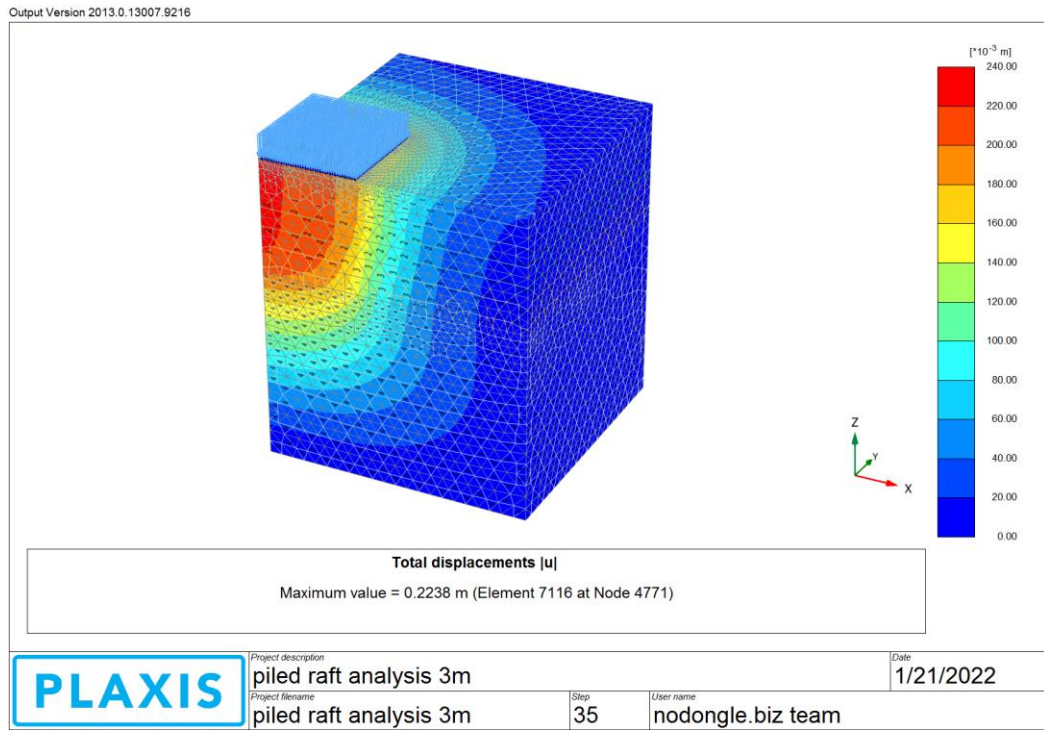 Output Version 2013.0.13007.9216
[*10⁻³ m]
240.00
220.00
200.00
180.00
160.00
140.00
120.00
100.00
80.00
60.00
40.00
20.00
0.00
Z
Y
X
Total displacements |u|
Maximum value = 0.2238 m (Element 7116 at Node 4771)
PLAXIS
Project description
piled raft analysis 3m
Date
1/21/2022
Project filename
piled raft analysis 3m
Step
35
User name
nodongle.biz team